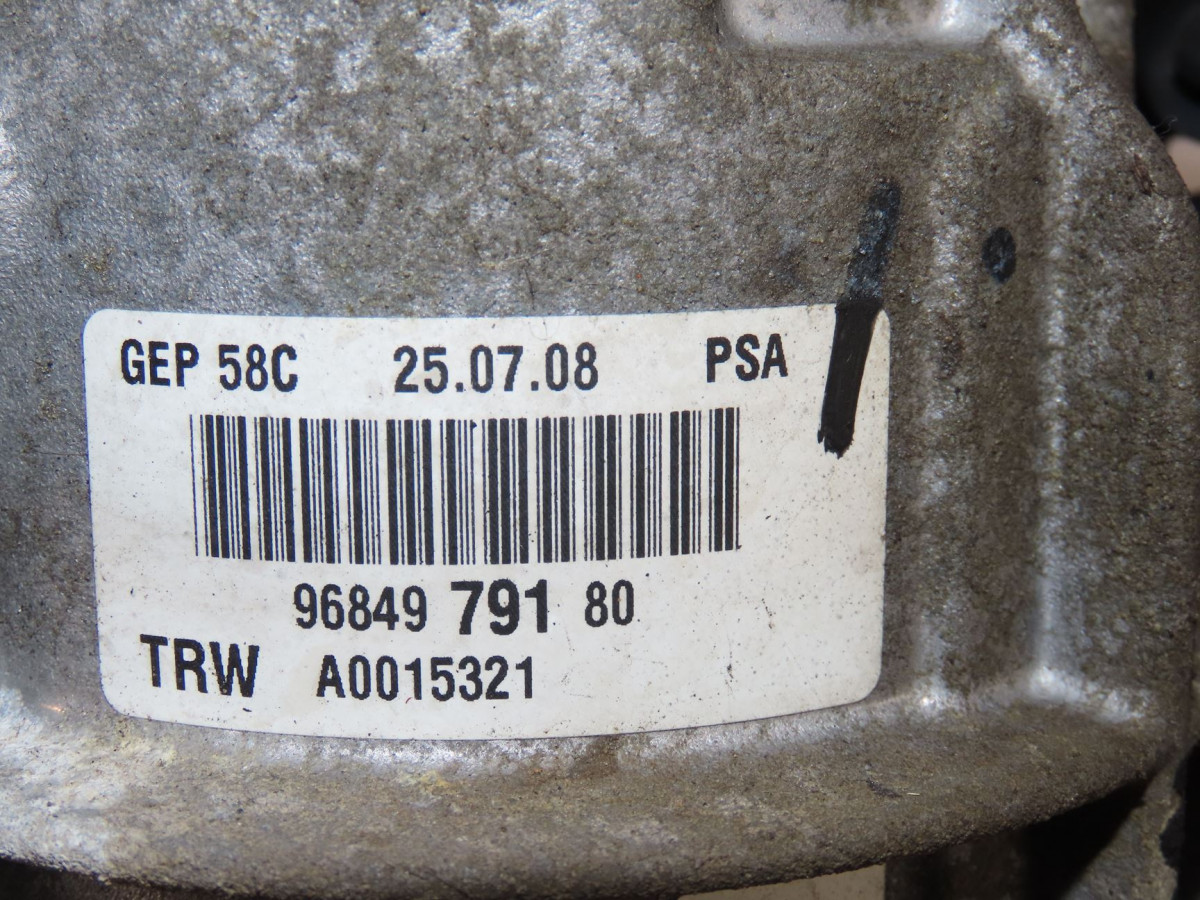 GEP 58C 25.07.08 PSA
96849 791 80
TRW A0015321